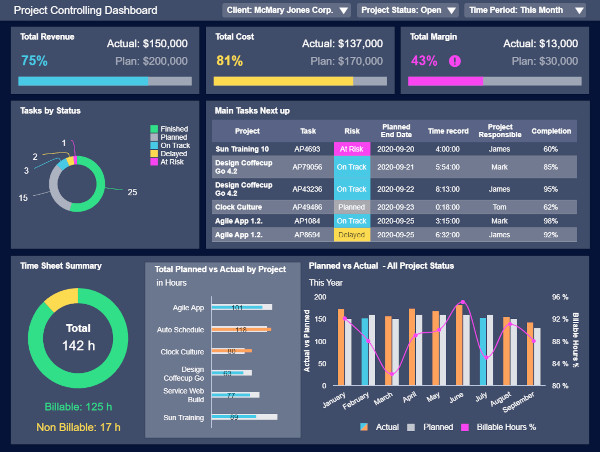 Project Controlling Dashboard
Client: McMary Jones Corp.
Project Status: Open
Time Period: This Month
Total Revenue
Actual: $150,000
75%
Plan: $200,000
Total Cost
Actual: $137,000
81%
Plan: $170,000
Total Margin
Actual: $13,000
43%
!
Plan: $30,000
Tasks by Status
1
2
3
15
25
Finished
Planned
On Track
Delayed
At Risk
Main Tasks Next up
Project Task Risk Planned End Date Time record Project Responsible Completion
Sun Training 10 AP4693 At Risk 2020-09-20 4:00:00 James 60%
Design Coffecup Go 4.2 AP79056 On Track 2020-09-21 5:54:00 Mark 85%
Design Coffecup Go 4.2 AP43236 On Track 2020-09-22 8:13:00 James 95%
Clock Culture AP49486 Planned 2020-09-23 0:18:00 Tom 62%
Agile App 1.2. AP1084 On Track 2020-09-25 3:15:00 Mark 98%
Agile App 1.2. AP8694 Delayed 2020-09-25 6:32:00 James 92%
Time Sheet Summary
Total
142 h
Billable: 125 h
Non Billable: 17 h
Total Planned vs Actual by Project
in Hours
Agile App 101
Auto Schedule 118
Clock Culture 80
Design
Coffecup Go 63
Service Web
Build 77
Sun Training 89
Planned vs Actual - All Project Status
This Year
Actual vs Planned
200
150
100
50
0
96 %
92 %
88 %
84 %
80 %
Billable Hours %
January
February
March
April
May
June
July
August
September
Actual
Planned
Billable Hours %